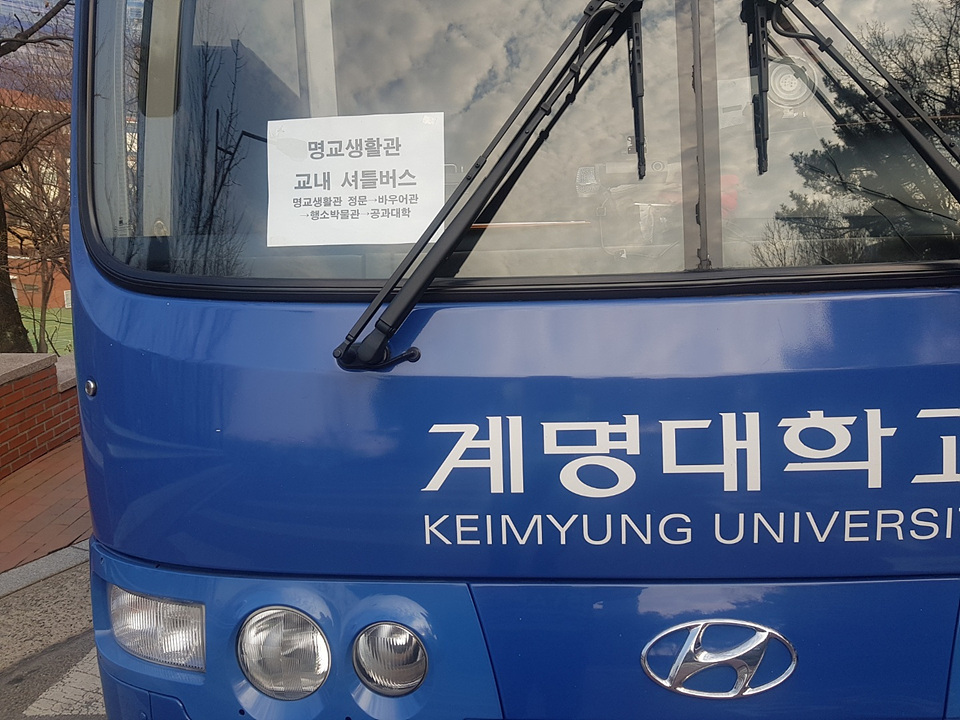 명교생활관
교내 셔틀버스
명교생활관 정문→바우어관
→행소박물관→공과대학
계명대학교
KEIMYUNG UNIVERSI